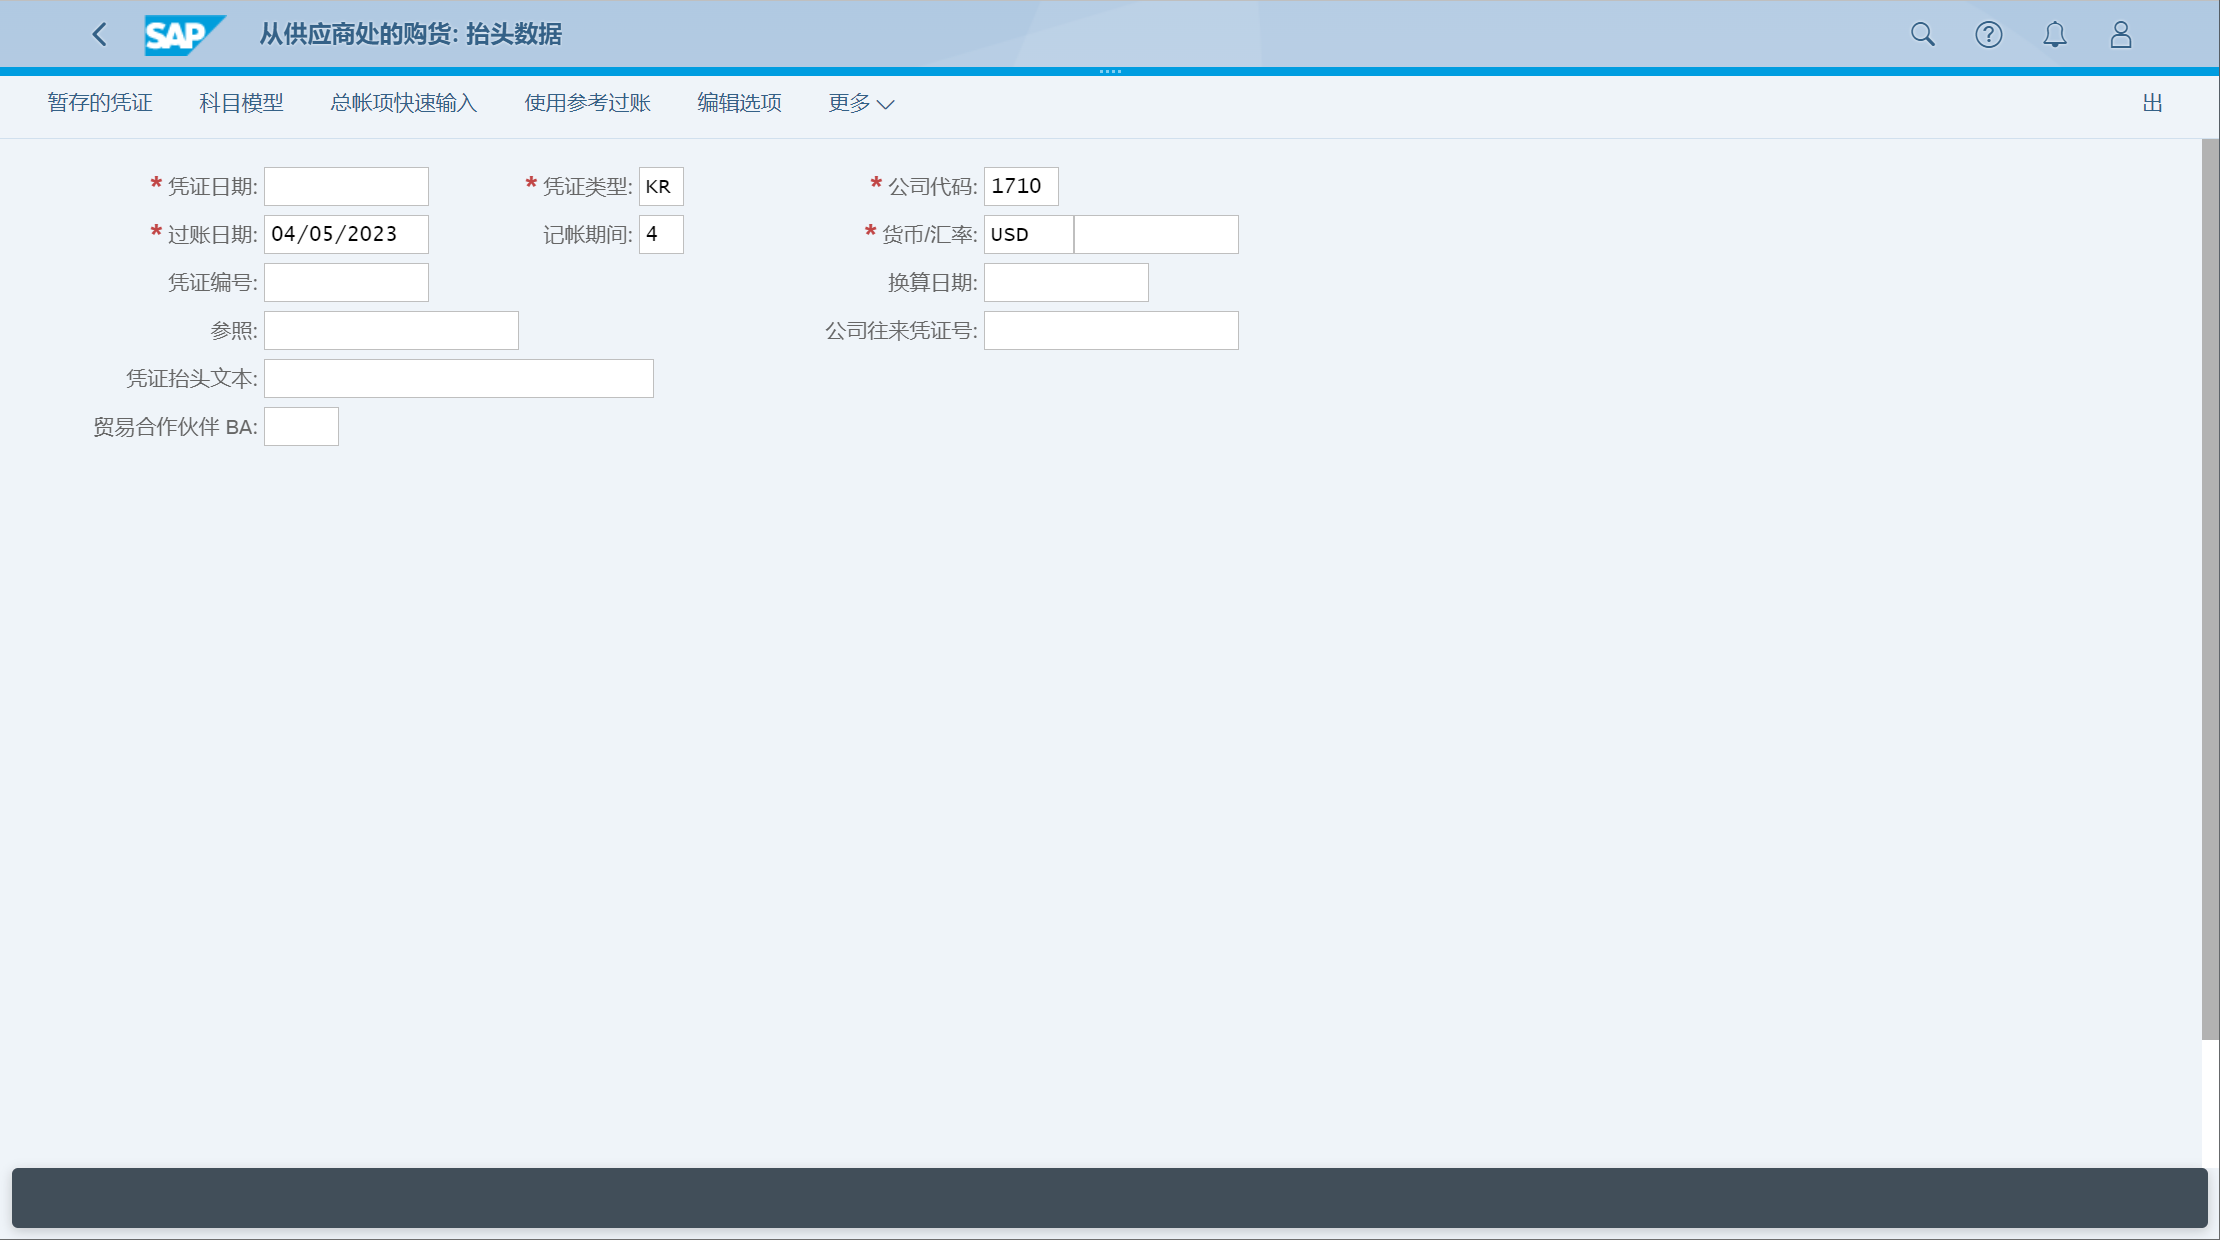 SAP 从供应商处的购货: 抬头数据
暂存的凭证 科目模型 总帐项快速输入 使用参考过账 编辑选项 更多 出
* 凭证日期: * 凭证类型: KR * 公司代码: 1710
* 过账日期: 04/05/2023 记帐期间: 4 * 货币/汇率: USD
凭证编号: 换算日期:
参照: 公司往来凭证号:
凭证抬头文本:
贸易合作伙伴 BA: